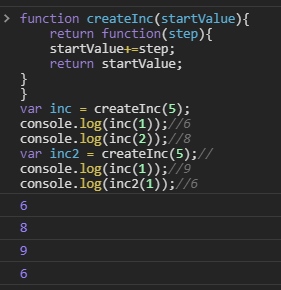 function createInc(startValue){
return function(step){
startValue+=step;
return startValue;
}
}
var inc = createInc(5);
console.log(inc(1));//6
console.log(inc(2));//8
var inc2 = createInc(5);//
console.log(inc(1));//9
console.log(inc2(1));//6
6
8
9
6